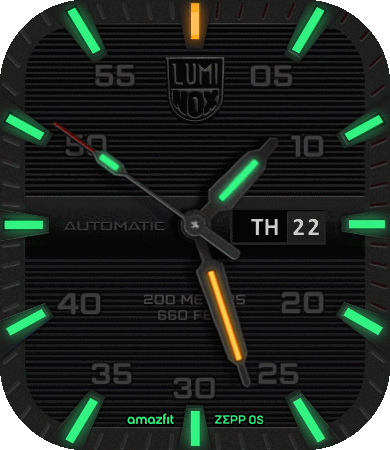 55 05
LUMI
NOX
50 10
AUTOMATIC TH 22
40 20
200 METERS
660 FE
35 25
30
amazfit ZEPP OS